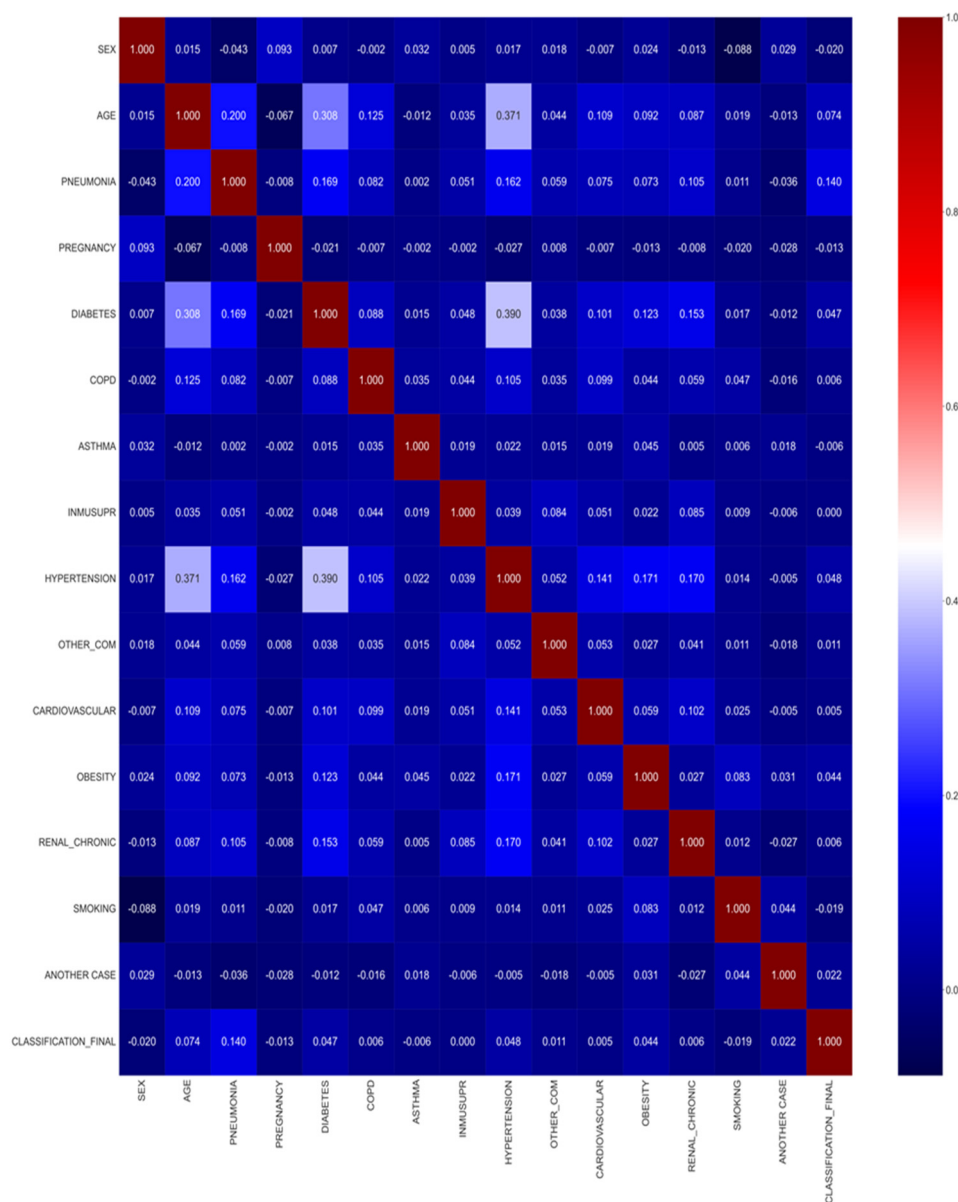 SEX 1.000 0.015 -0.043 0.093 0.007 -0.002 0.032 0.005 0.017 0.018 -0.007 0.024 -0.013 -0.088 0.029 -0.020
AGE 0.015 1.000 0.200 -0.067 0.308 0.125 -0.012 0.035 0.371 0.044 0.109 0.092 0.087 0.019 -0.013 0.074
PNEUMONIA -0.043 0.200 1.000 -0.008 0.169 0.082 0.002 0.051 0.162 0.059 0.075 0.073 0.105 0.011 -0.036 0.140
PREGNANCY 0.093 -0.067 -0.008 1.000 -0.021 -0.007 -0.002 -0.002 -0.027 0.008 -0.007 -0.013 -0.008 -0.020 -0.028 -0.013
DIABETES 0.007 0.308 0.169 -0.021 1.000 0.088 0.015 0.048 0.390 0.038 0.101 0.123 0.153 0.017 -0.012 0.047
COPD -0.002 0.125 0.082 -0.007 0.088 1.000 0.035 0.044 0.105 0.035 0.099 0.044 0.059 0.047 -0.016 0.006
ASTHMA 0.032 -0.012 0.002 -0.002 0.015 0.035 1.000 0.019 0.022 0.015 0.019 0.045 0.005 0.006 0.018 -0.006
INMUSUPR 0.005 0.035 0.051 -0.002 0.048 0.044 0.019 1.000 0.039 0.084 0.051 0.022 0.085 0.009 -0.006 0.000
HYPERTENSION 0.017 0.371 0.162 -0.027 0.390 0.105 0.022 0.039 1.000 0.052 0.141 0.171 0.170 0.014 -0.005 0.048
OTHER_COM 0.018 0.044 0.059 0.008 0.038 0.035 0.015 0.084 0.052 1.000 0.053 0.027 0.041 0.011 -0.018 0.011
CARDIOVASCULAR -0.007 0.109 0.075 -0.007 0.101 0.099 0.019 0.051 0.141 0.053 1.000 0.059 0.102 0.025 -0.005 0.005
OBESITY 0.024 0.092 0.073 -0.013 0.123 0.044 0.045 0.022 0.171 0.027 0.059 1.000 0.027 0.083 0.031 0.044
RENAL_CHRONIC -0.013 0.087 0.105 -0.008 0.153 0.059 0.005 0.085 0.170 0.041 0.102 0.027 1.000 0.012 -0.027 0.006
SMOKING -0.088 0.019 0.011 -0.020 0.017 0.047 0.006 0.009 0.014 0.011 0.025 0.083 0.012 1.000 0.044 -0.019
ANOTHER CASE 0.029 -0.013 -0.036 -0.028 -0.012 -0.016 0.018 -0.006 -0.005 -0.018 -0.005 0.031 -0.027 0.044 1.000 0.022
CLASSIFICATION_FINAL -0.020 0.074 0.140 -0.013 0.047 0.006 -0.006 0.000 0.048 0.011 0.005 0.044 0.006 -0.019 0.022 1.000
SEX
AGE
PNEUMONIA
PREGNANCY
DIABETES
COPD
ASTHMA
INMUSUPR
HYPERTENSION
OTHER_COM
CARDIOVASCULAR
OBESITY
RENAL_CHRONIC
SMOKING
ANOTHER CASE
CLASSIFICATION_FINAL
1.0
0.8
0.6
0.4
0.2
0.0